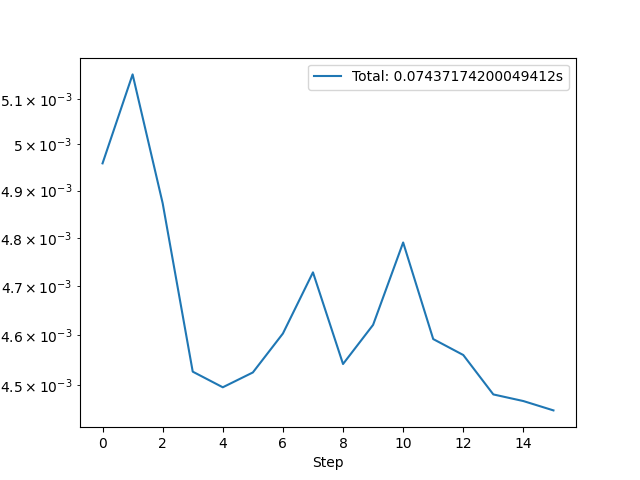 Total: 0.07437174200049412s
5.1 × 10⁻³
5 × 10⁻³
4.9 × 10⁻³
4.8 × 10⁻³
4.7 × 10⁻³
4.6 × 10⁻³
4.5 × 10⁻³
0 2 4 6 8 10 12 14
Step